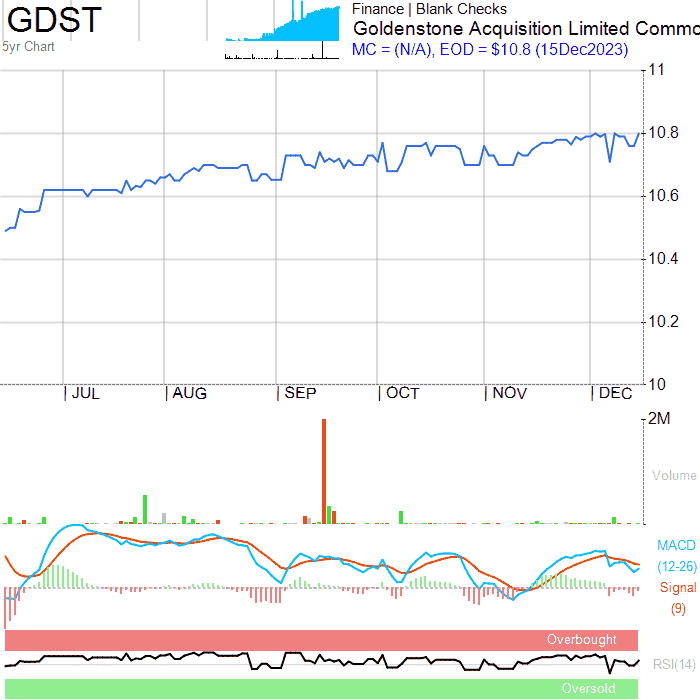 GDST
5yr Chart
Finance | Blank Checks
Goldenstone Acquisition Limited Commo
MC = (N/A), EOD = $10.8 (15Dec2023)
11
10.8
10.6
10.4
10.2
10
JUL AUG SEP OCT NOV DEC
2M
Volume
MACD
(12-26)
Signal
(9)
Overbought
RSI(14)
Oversold